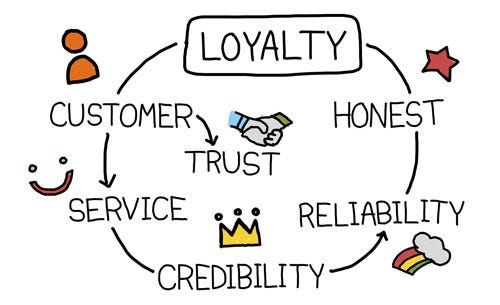 LOYALTY
CUSTOMER
HONEST
TRUST
SERVICE
RELIABILITY
CREDIBILITY